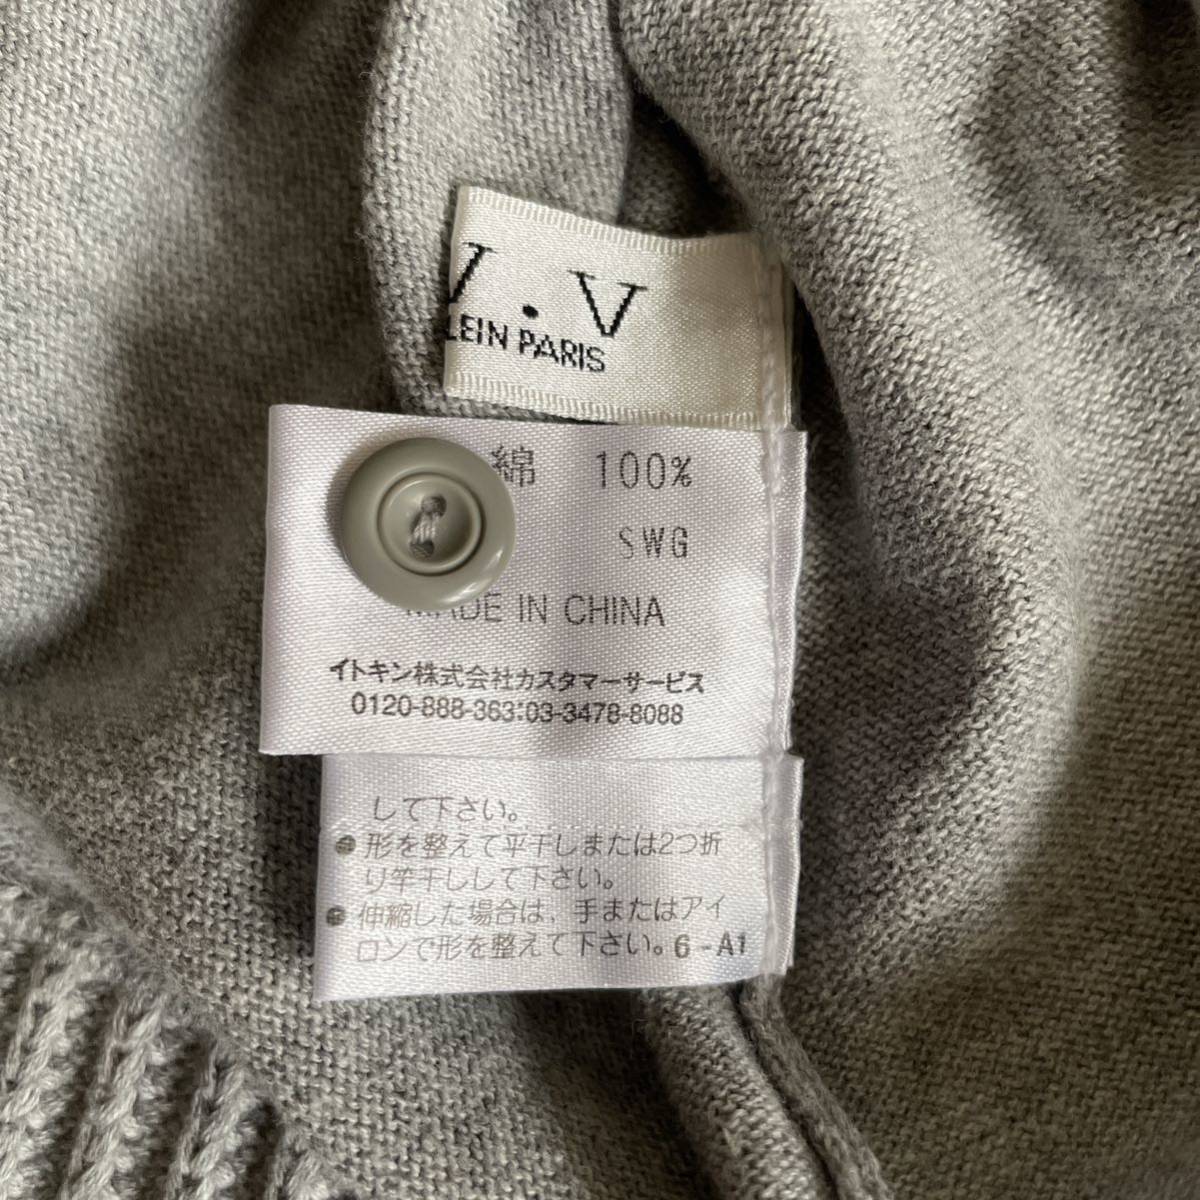 V.V
LEIN PARIS
綿 100%
SWG
MADE IN CHINA
イトキン株式会社カスタマーサービス
0120-888-363:03-3478-8088
して下さい。
● 形を整えて平干しまたは2つ折
り竿干しして下さい。
● 伸縮した場合は、手またはアイ
ロンで形を整えて下さい。6-A1